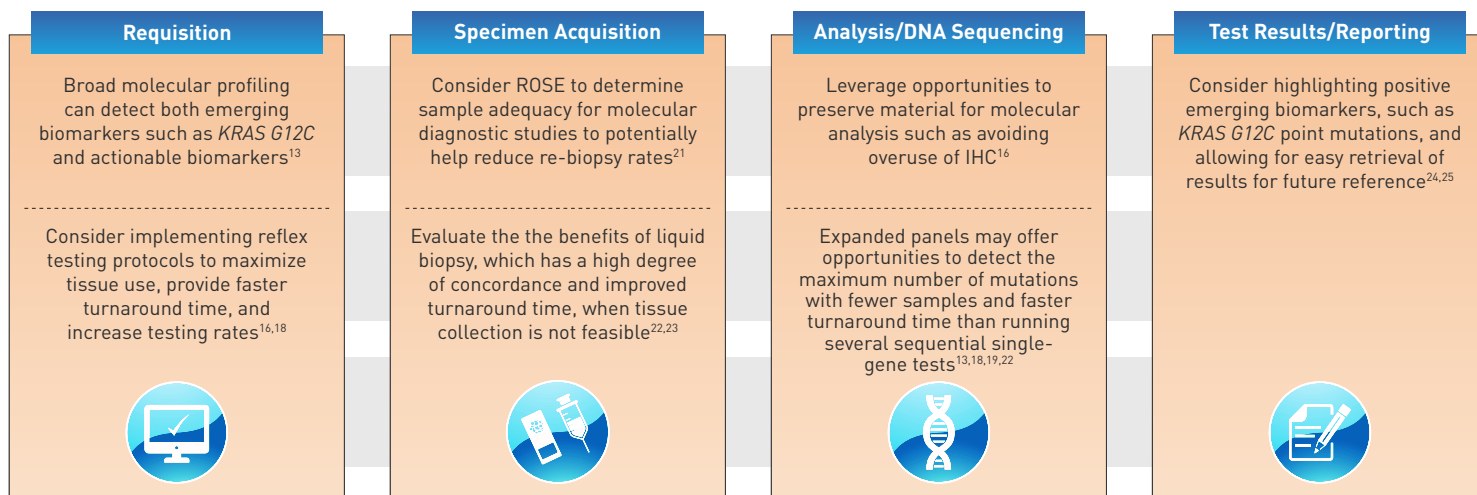 Requisition
Broad molecular profiling
can detect both emerging
biomarkers such as KRAS G12C
and actionable biomarkers13
Consider implementing reflex
testing protocols to maximize
tissue use, provide faster
turnaround time, and
increase testing rates16,18
Specimen Acquisition
Consider ROSE to determine
sample adequacy for molecular
diagnostic studies to potentially
help reduce re-biopsy rates21
Evaluate the the benefits of liquid
biopsy, which has a high degree
of concordance and improved
turnaround time, when tissue
collection is not feasible22,23
Analysis/DNA Sequencing
Leverage opportunities to
preserve material for molecular
analysis such as avoiding
overuse of IHC16
Expanded panels may offer
opportunities to detect the
maximum number of mutations
with fewer samples and faster
turnaround time than running
several sequential single-
gene tests13,18,19,22
Test Results/Reporting
Consider highlighting positive
emerging biomarkers, such as
KRAS G12C point mutations, and
allowing for easy retrieval of
results for future reference24,25